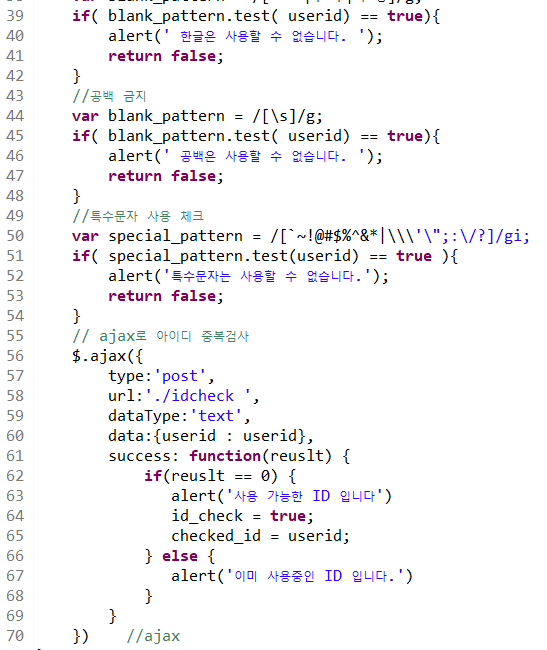 39 if( blank_pattern.test( userid) == true){
40 alert(' 한글은 사용할 수 없습니다. ');
41 return false;
42 }
43 //공백 금지
44 var blank_pattern = /[\s]/g;
45 if( blank_pattern.test( userid) == true){
46 alert(' 공백은 사용할 수 없습니다. ');
47 return false;
48 }
49 //특수문자 사용 체크
50 var special_pattern = /[`~!@#$%^&*|\\\'\";:\/?]/gi;
51 if( special_pattern.test(userid) == true ){
52 alert('특수문자는 사용할 수 없습니다.');
53 return false;
54 }
55 // ajax로 아이디 중복검사
56 $.ajax({
57 type:'post',
58 url:'./idcheck ',
59 dataType:'text',
60 data:{userid : userid},
61 success: function(reuslt) {
62 if(reuslt == 0) {
63 alert('사용 가능한 ID 입니다')
64 id_check = true;
65 checked_id = userid;
66 } else {
67 alert('이미 사용중인 ID 입니다.')
68 }
69 }
70 }) //ajax